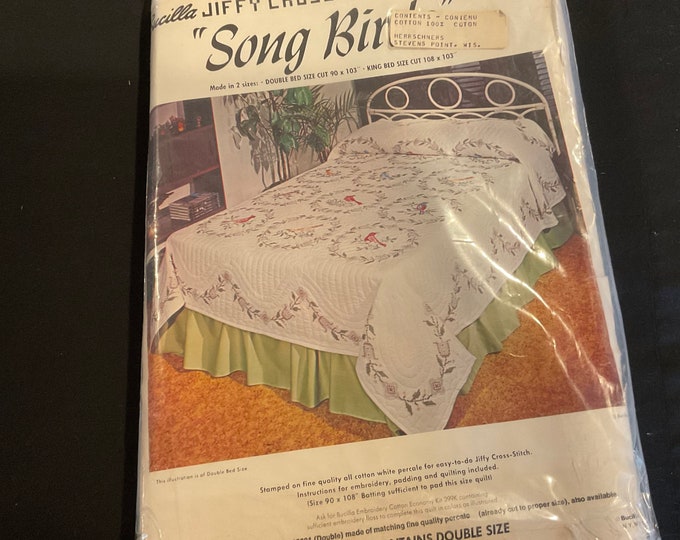 Bucilla JIFFY CROSS
"Song Birds"
CONTENTS - CONTENU
COTTON 100% COTON
HERRSCHNERS
STEVENS POINT, WIS.
Made in 2 sizes: - DOUBLE BED SIZE CUT 90 x 103" - KING BED SIZE CUT 108 x 103"
This illustration is of Double Bed Size
Stamped on fine quality all cotton white percale for easy-to-do Jiffy Cross-Stitch.
Instructions for embroidery, padding and quilting included.
(Size 90 x 108" Batting sufficient to pad this size quilt)
Ask for Bucilla Embroidery Cotton Economy Kit containing
sufficient embroidery floss to complete this quilt in colors as illustrated.
(Double) made of matching fine quality percale (already cut to proper size), also available
TAINS DOUBLE SIZE